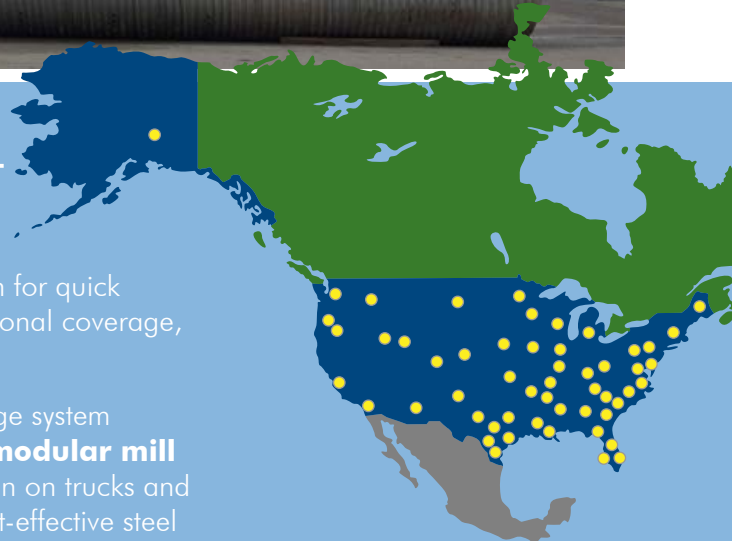 n for quick
onal coverage,
ge system
modular mill
n on trucks and
t-effective steel